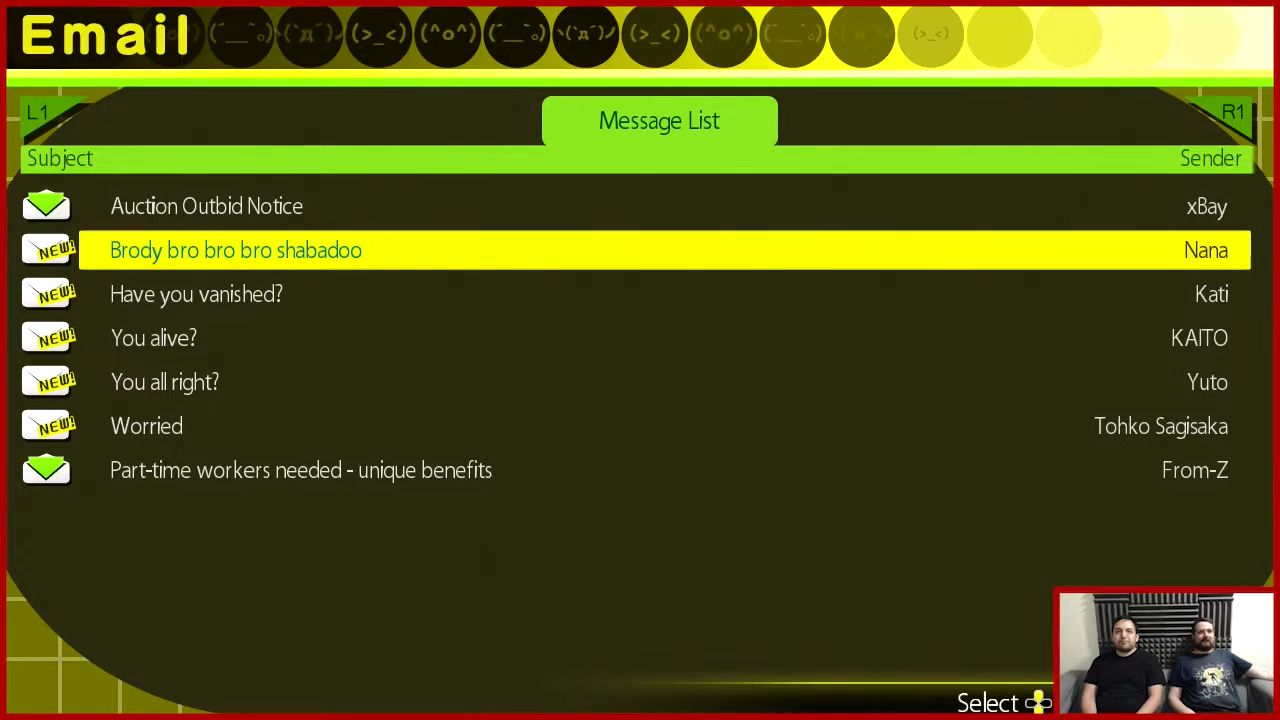 Email
L1
Message List
R1
Subject Sender
Auction Outbid Notice xBay
NEW! Brody bro bro bro shabadoo Nana
NEW! Have you vanished? Kati
NEW! You alive? KAITO
NEW! You all right? Yuto
NEW! Worried Tohko Sagisaka
Part-time workers needed - unique benefits From-Z
Select